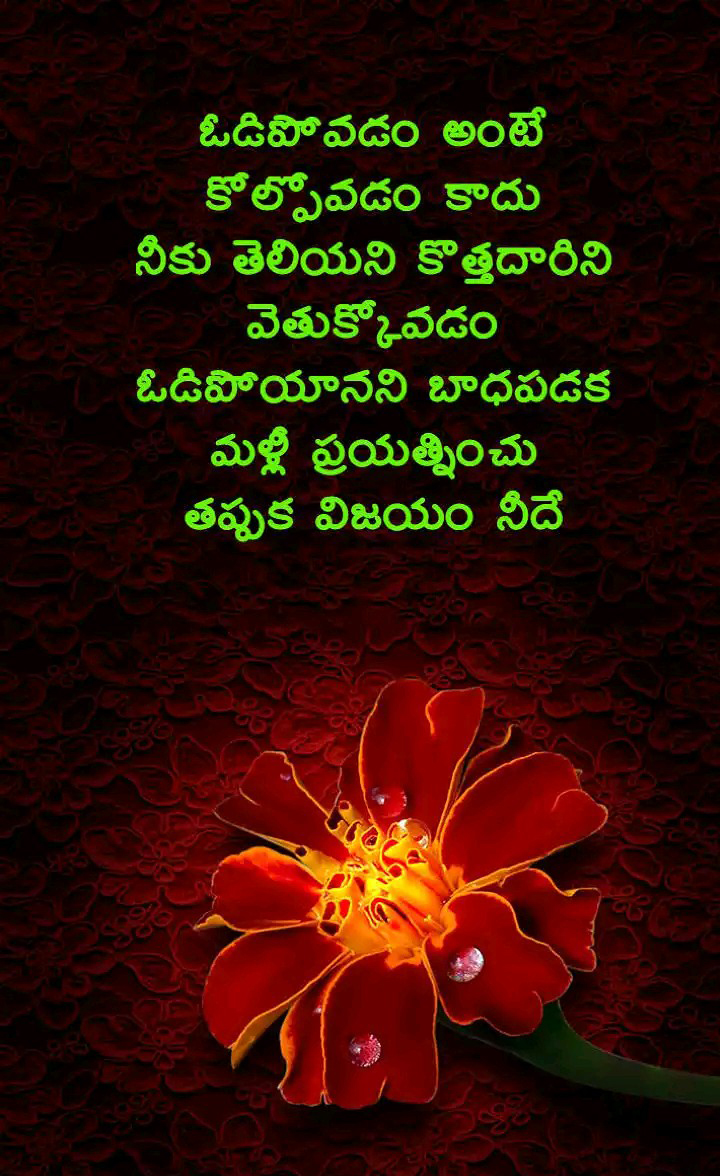 ఓడిపోవడం అంటే
కోల్పోవడం కాదు
నీకు తెలియని కొత్తదారిని
వెతుక్కోవడం
ఓడిపోయానని బాధపడక
మళ్లీ ప్రయత్నించు
తప్పక విజయం నీదే